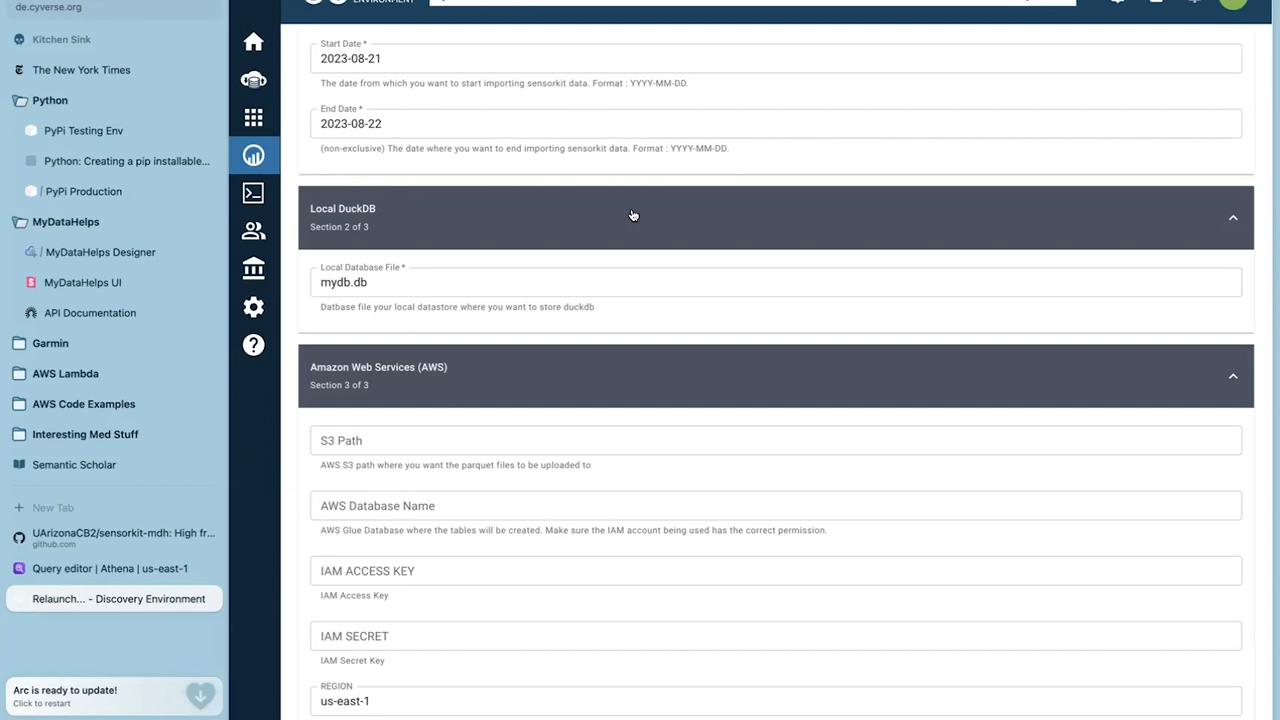 de.cyverse.org
Kitchen Sink
The New York Times
Python
PyPi Testing Env
Python: Creating a pip installable...
/ PyPi Production
MyDataHelps
/ MyDataHelps Designer
MyDataHelps UI
API Documentation
Garmin
AWS Lambda
AWS Code Examples
Interesting Med Stuff
Semantic Scholar
New Tab
UArizonaCB2/sensorkit-mdh: High fr...
github.com
Query editor | Athena | us-east-1
Relaunch... - Discovery Environment
Arc is ready to update!
Click to restart
ENVIRONMENT
Start Date *
2023-08-21
The date from which you want to start importing sensorkit data. Format : YYYY-MM-DD.
End Date *
2023-08-22
(non-exclusive) The date where you want to end importing sensorkit data. Format : YYYY-MM-DD.
Local DuckDB
Section 2 of 3
Local Database File *
mydb.db
Datbase file your local datastore where you want to store duckdb
Amazon Web Services (AWS)
Section 3 of 3
S3 Path
AWS S3 path where you want the parquet files to be uploaded to
AWS Database Name
AWS Glue Database where the tables will be created. Make sure the IAM account being used has the correct permission.
IAM ACCESS KEY
IAM Access Key
IAM SECRET
IAM Secret Key
REGION
us-east-1